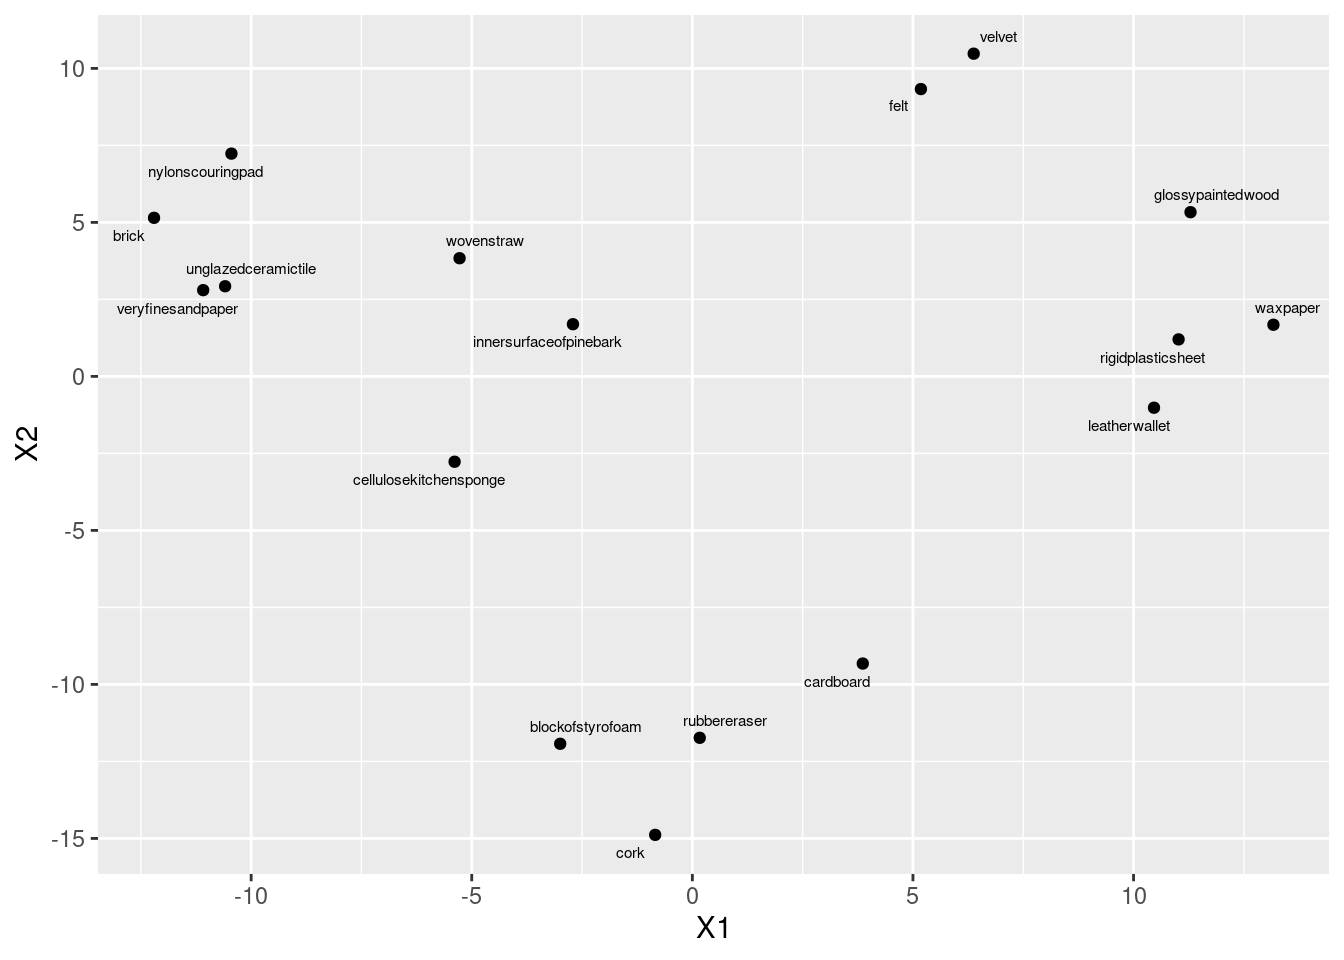 velvet
10
felt
nylonscouringpad
glossypaintedwood
5
brick
wovenstraw
unglazedceramictile
veryfinesandpaper
waxpaper
innersurfaceofpinebark
rigidplasticsheet
0
leatherwallet
X2
cellulosekitchensponge
-5
cardboard
-10
rubbereraser
blockofstyrofoam
-15
cork
-10 -5 0 5 10
X1